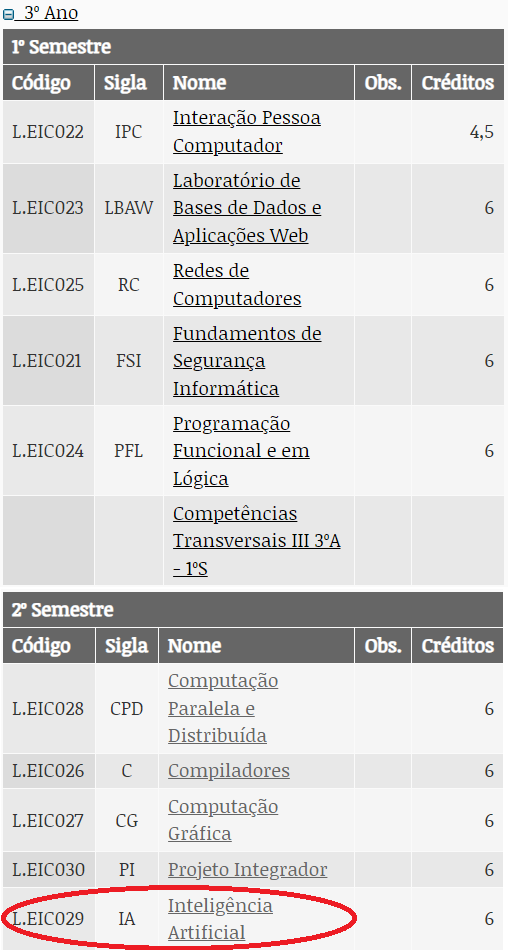 3º Ano
1º Semestre
Código Sigla Nome Obs. Créditos
L.EIC022 IPC Interação Pessoa 4,5
Computador
L.EIC023 LBAW Laboratório de 6
Bases de Dados e
Aplicações Web
L.EIC025 RC Redes de 6
Computadores
L.EIC021 FSI Fundamentos de 6
Segurança
Informática
L.EIC024 PFL Programação 6
Funcional e em
Lógica
Competências
Transversais III 3ºA
- 1ºS
2º Semestre
Código Sigla Nome Obs. Créditos
L.EIC028 CPD Computação 6
Paralela e
Distribuída
L.EIC026 C Compiladores 6
L.EIC027 CG Computação 6
Gráfica
L.EIC030 PI Projeto Integrador 6
L.EIC029 IA Inteligência 6
Artificial